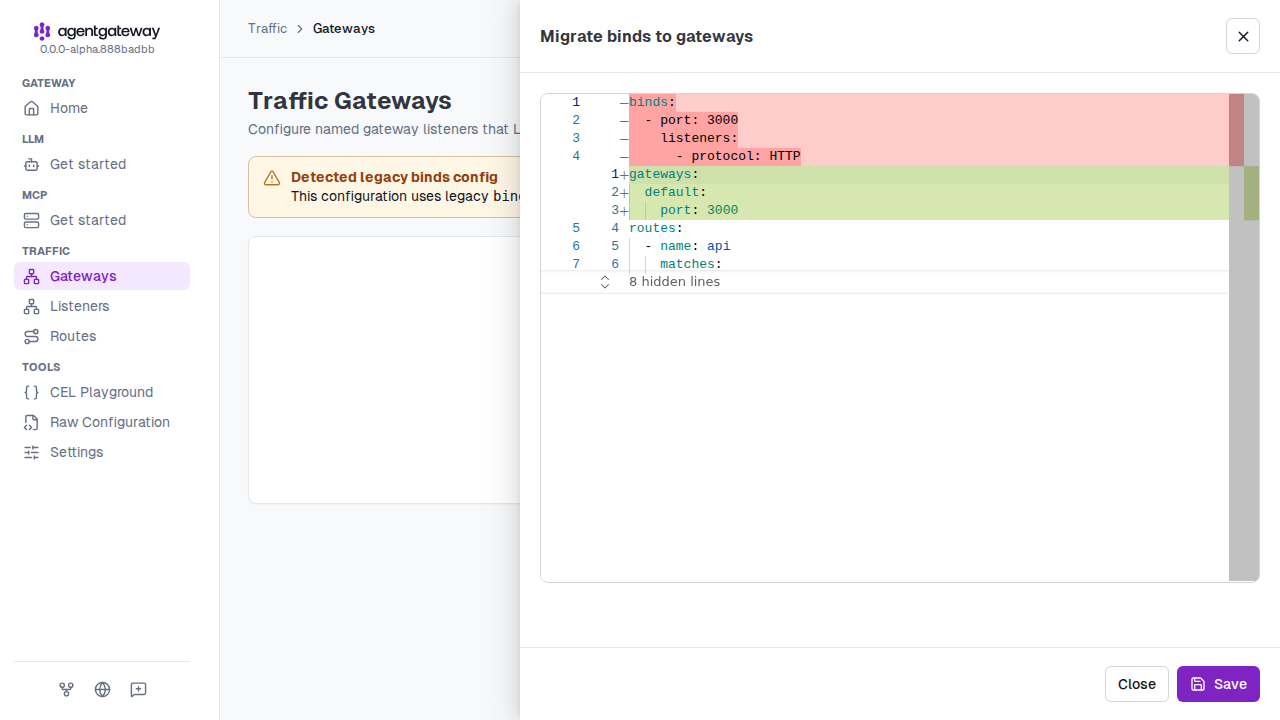 agentgateway
0.0.0-alpha.888badbb
GATEWAY
Home
LLM
Get started
MCP
Get started
TRAFFIC
Gateways
Listeners
Routes
TOOLS
CEL Playground
Raw Configuration
Settings
Traffic > Gateways
Traffic Gateways
Configure named gateway listeners that L
Detected legacy binds config
This configuration uses legacy bin
Migrate binds to gateways
1 –binds:
2 –  - port: 3000
3 –    listeners:
4 –      - protocol: HTTP
1+gateways:
2+  default:
3+    port: 3000
5 4 routes:
6 5   - name: api
7 6     matches:
8 hidden lines
Close
Save